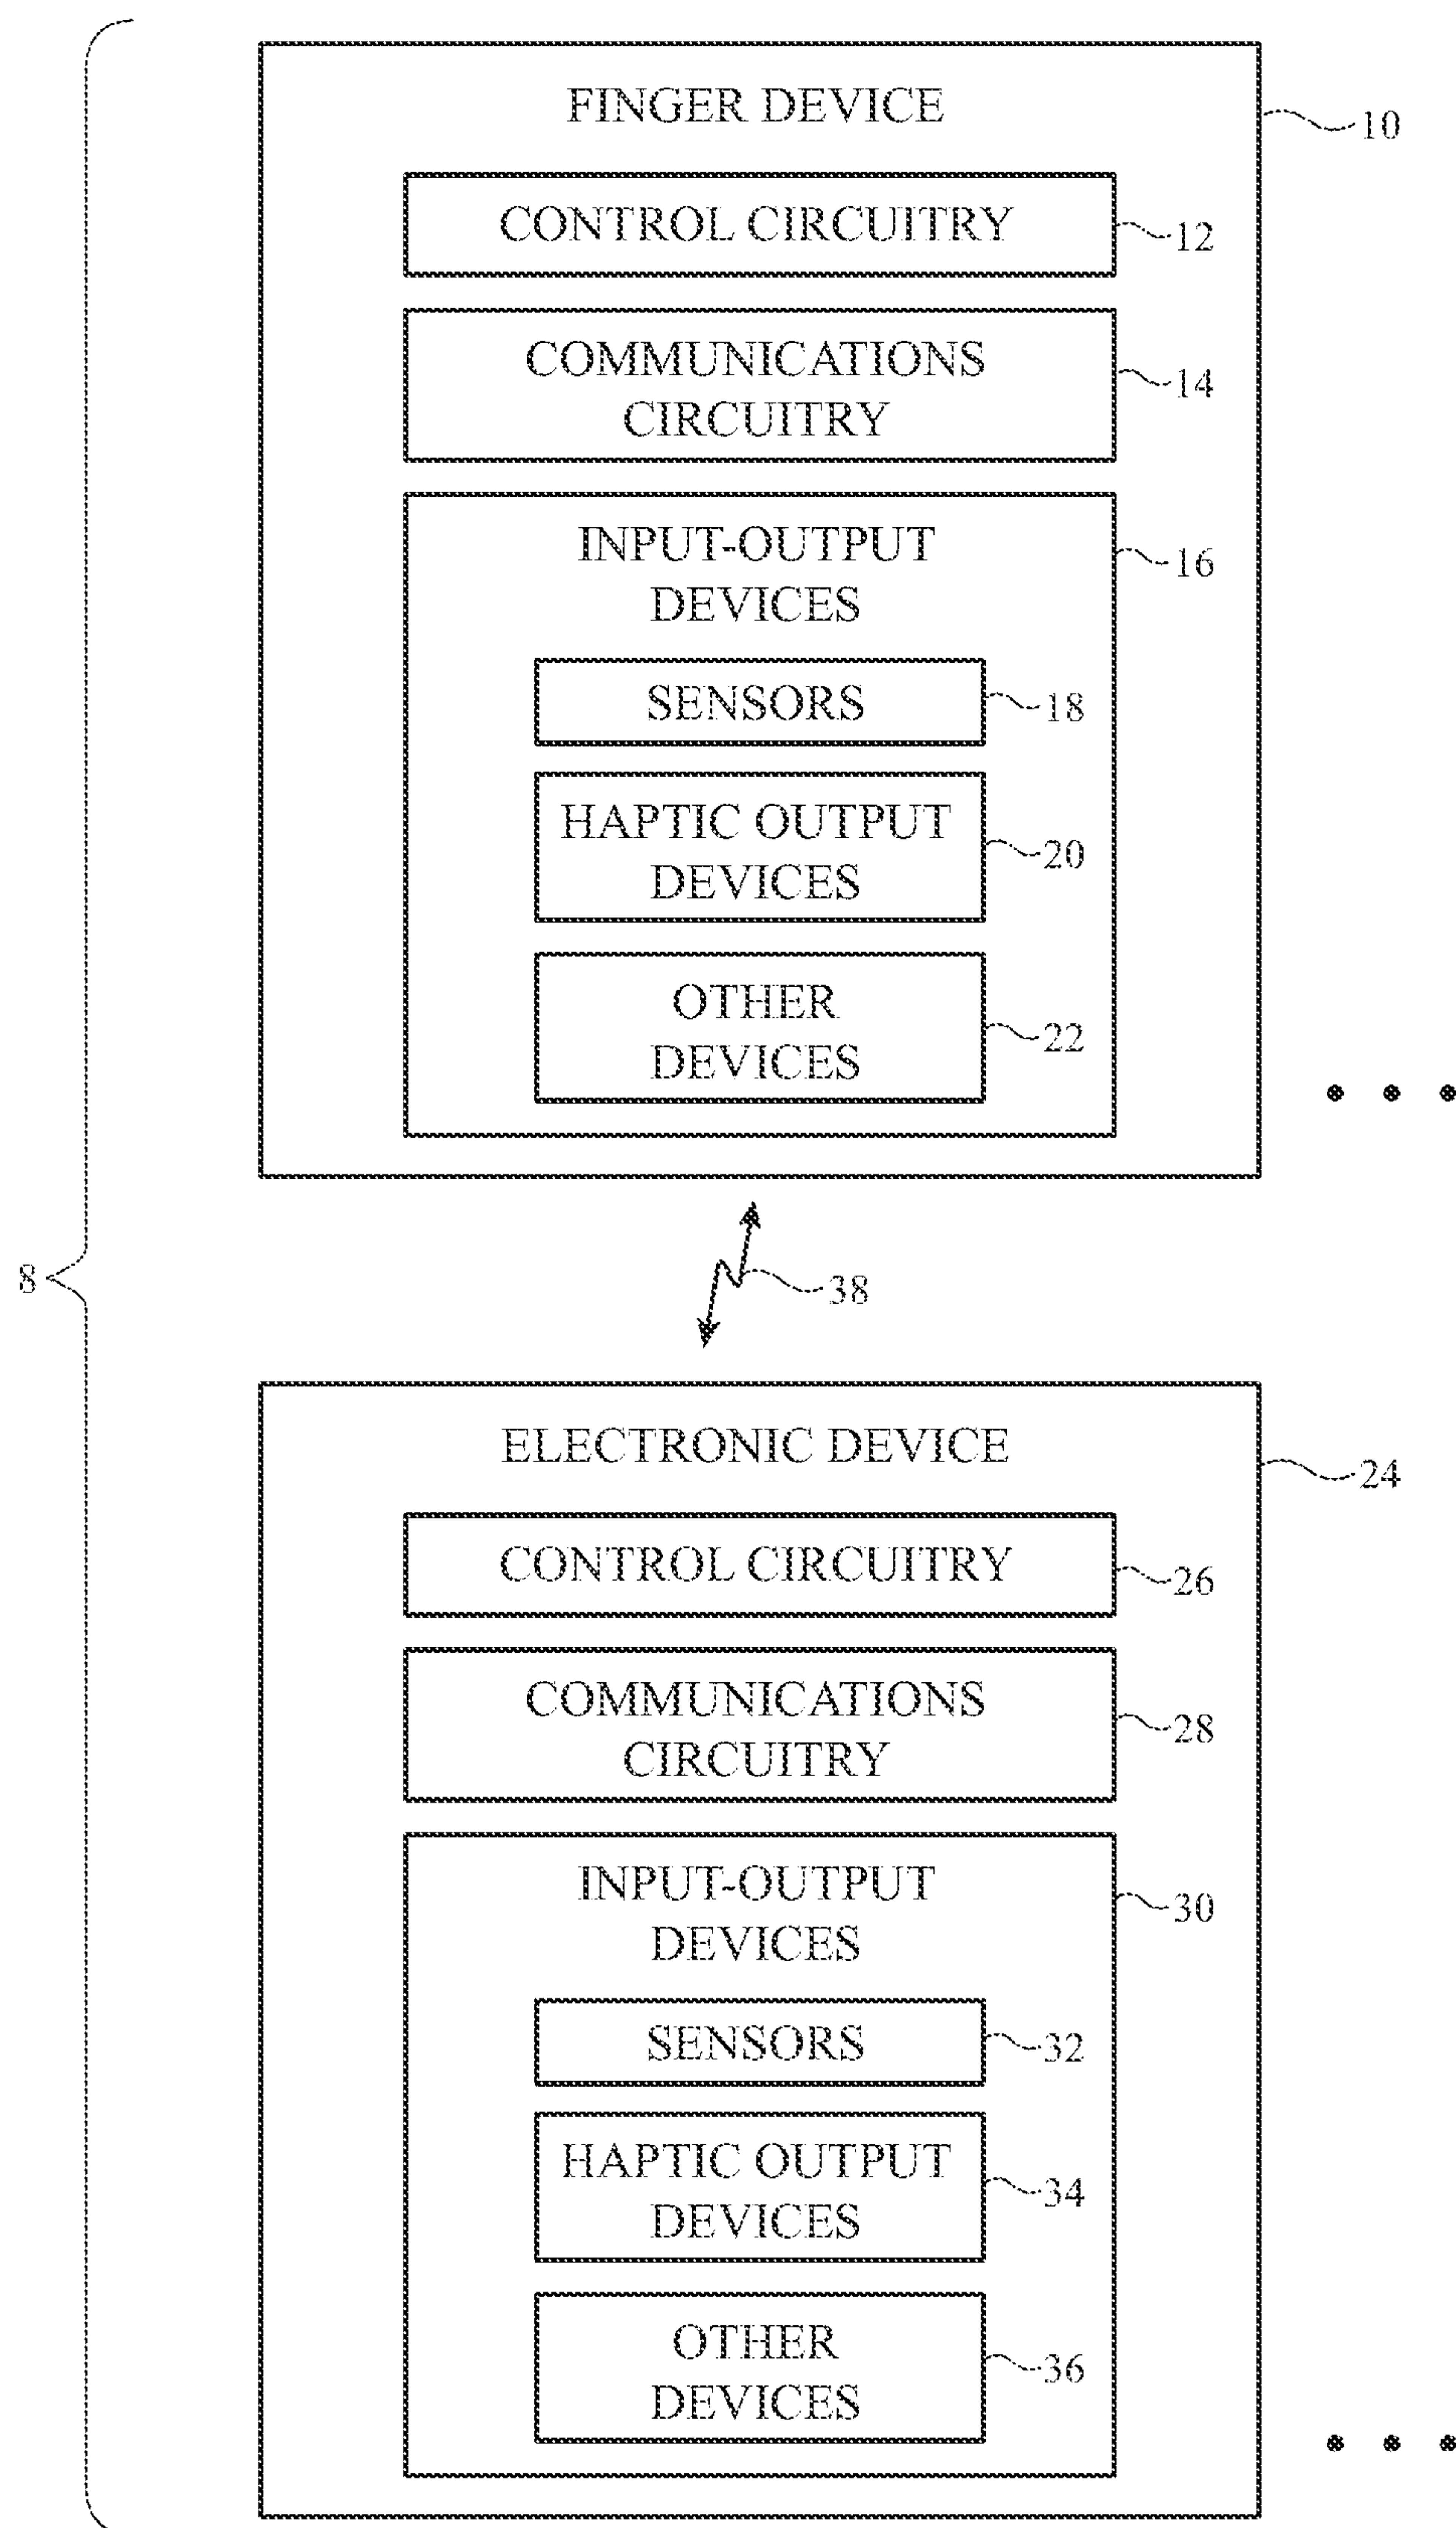 FINGER DEVICE
10
CONTROL CIRCUITRY
12
COMMUNICATIONS
CIRCUITRY
14
INPUT-OUTPUT
DEVICES
16
SENSORS
18
HAPTIC OUTPUT
DEVICES
20
OTHER
DEVICES
22
8
38
ELECTRONIC DEVICE
24
CONTROL CIRCUITRY
26
COMMUNICATIONS
CIRCUITRY
28
INPUT-OUTPUT
DEVICES
30
SENSORS
32
HAPTIC OUTPUT
DEVICES
34
OTHER
DEVICES
36